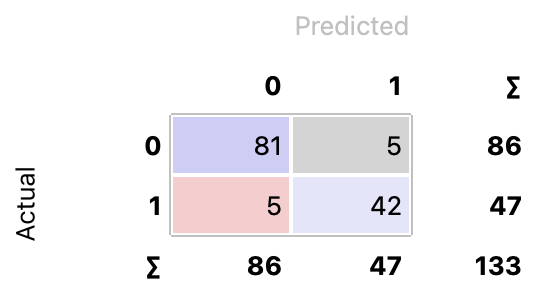 Predicted
0 1 Σ
0 81 5 86
Actual
1 5 42 47
Σ 86 47 133